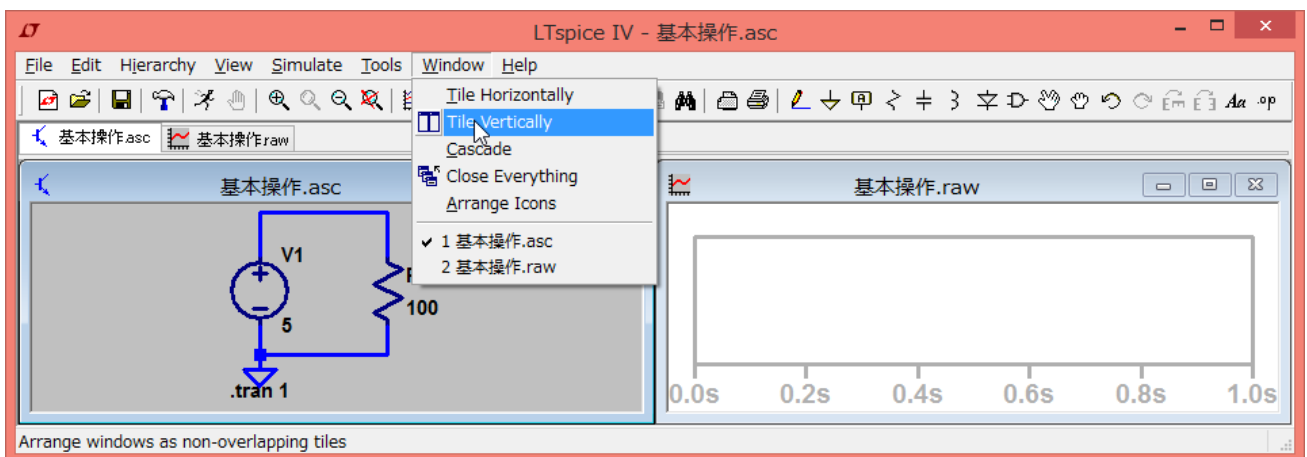 LTspice IV - 基本操作.asc
File Edit Hierarchy View Simulate Tools Window Help
Aa .op
基本操作.asc 基本操作.raw
Tile Horizontally
Tile Vertically
Cascade
Close Everything
Arrange Icons
✓ 1 基本操作.asc
2 基本操作.raw
基本操作.asc
V1
5
100
.tran 1
基本操作.raw
0.0s 0.2s 0.4s 0.6s 0.8s 1.0s
Arrange windows as non-overlapping tiles